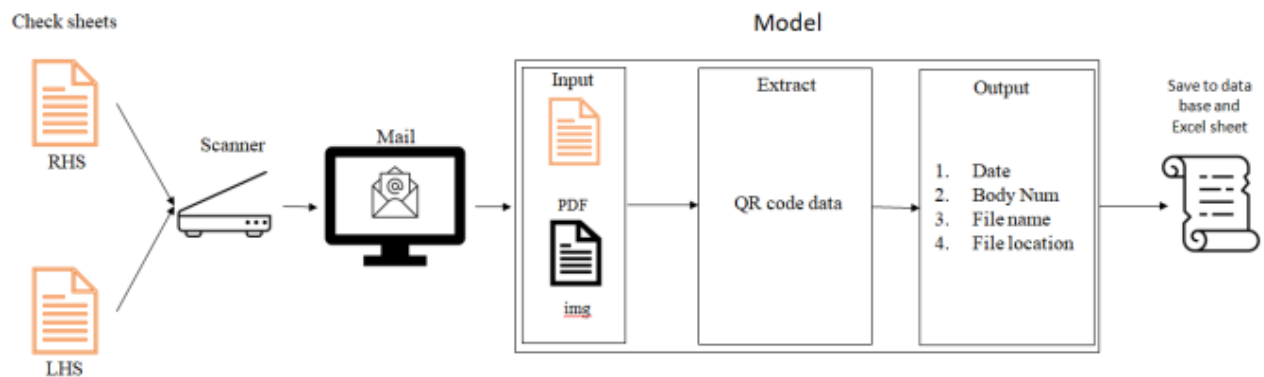 Check sheets
RHS
LHS
Scanner
Mail
@
Model
Input
PDF
img
Extract
QR code data
Output
1. Date
2. Body Num
3. File name
4. File location
Save to data
base and
Excel sheet